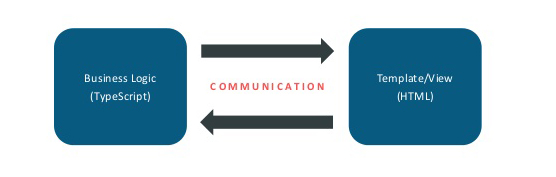 Business Logic
(TypeScript)
COMMUNICATION
Template/View
(HTML)